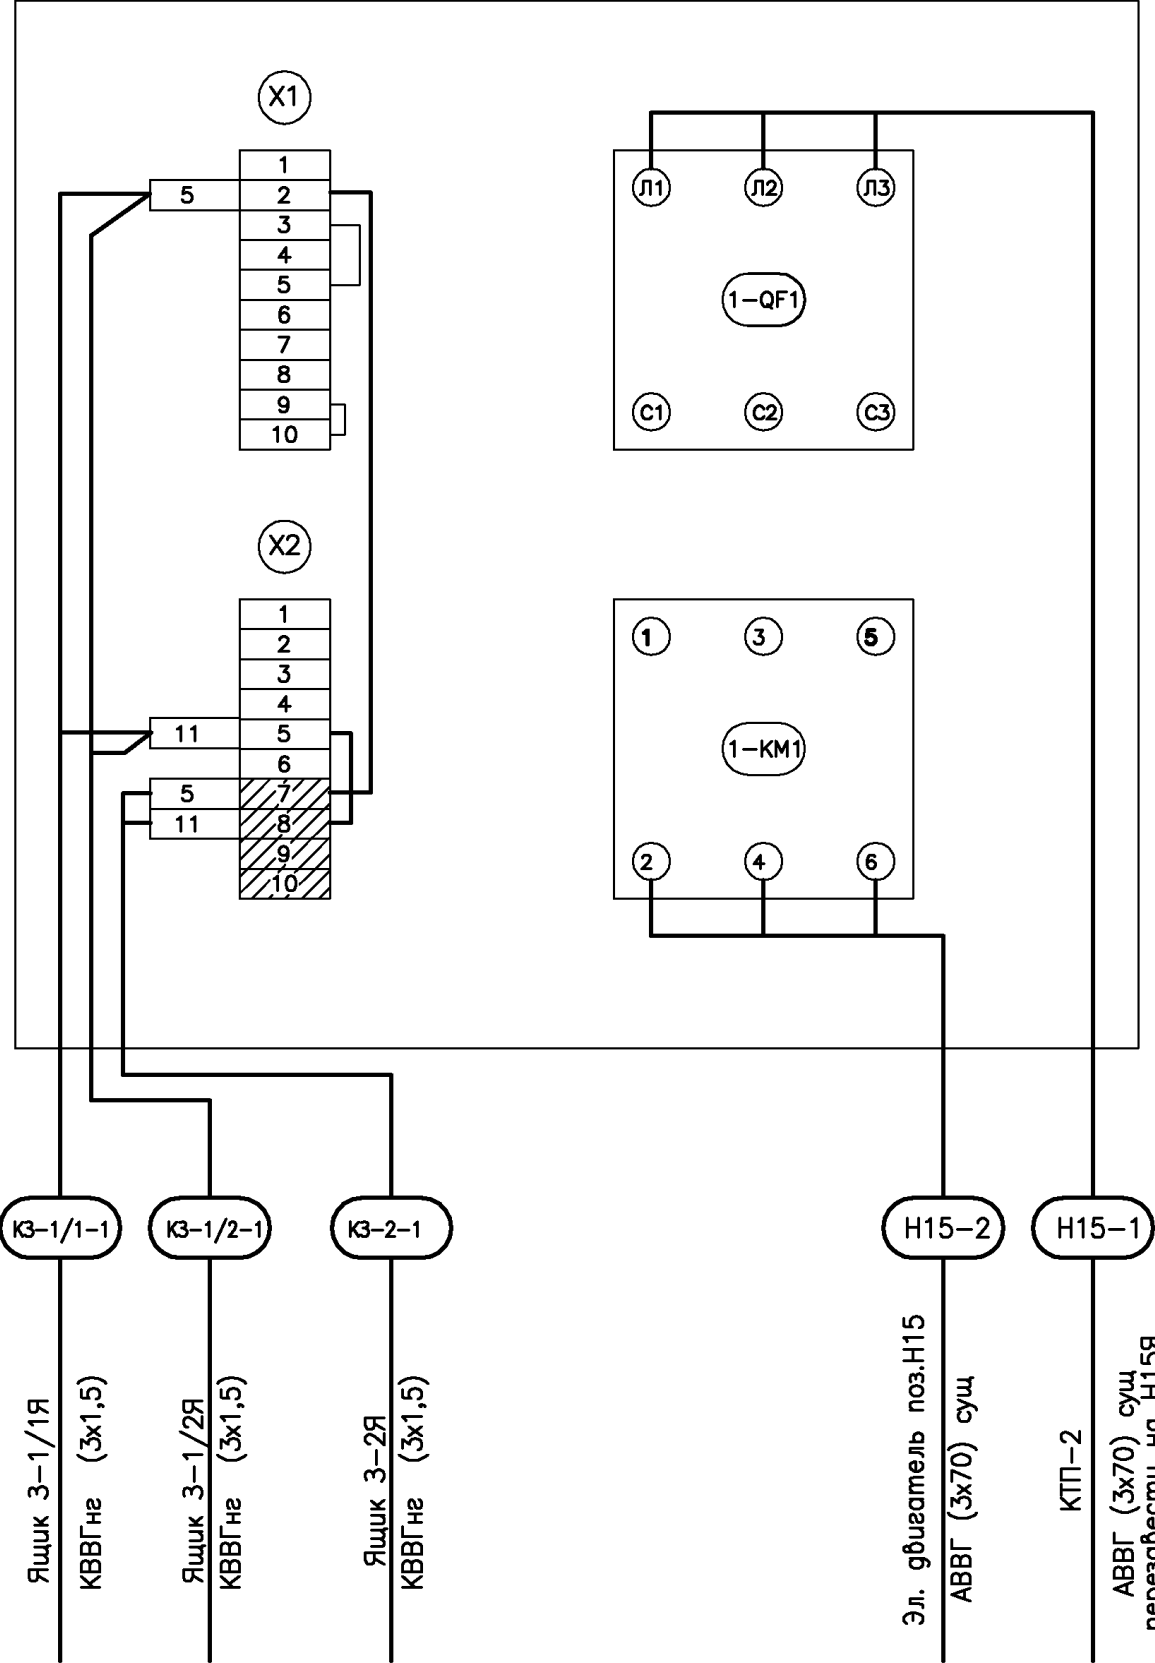 X1
1
5 2
3
4
5
6
7
8
9
10
X2
1
2
3
4
11 5
6
5 7
11 8
9
10
Л1 Л2 Л3
1-QF1
С1 С2 С3
1 3 5
1-КМ1
2 4 6
К3-1/1-1
К3-1/2-1
К3-2-1
Н15-2
Н15-1
Ящик 3-1/1Я
КВВГнг (3х1,5)
Ящик 3-1/2Я
КВВГнг (3х1,5)
Ящик 3-2Я
КВВГнг (3х1,5)
Эл. двигатель поз.Н15
АВВГ (3х70) сущ
КТП-2
АВВГ (3х70) сущ
перезавести на Н15Я